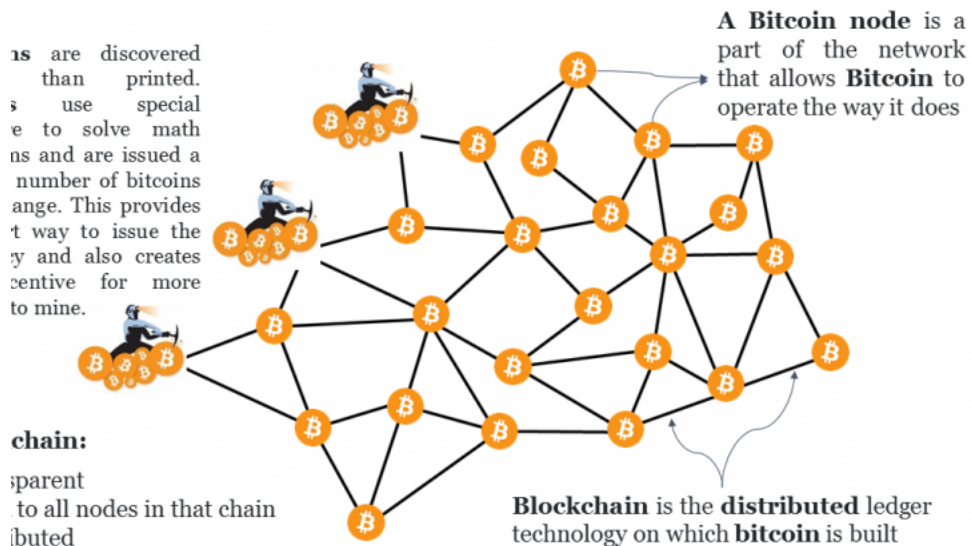 A Bitcoin node is a
part of the network
that allows Bitcoin to
operate the way it does
are discovered
than printed.
use special
to solve math
and are issued a
number of bitcoins
ange. This provides
way to issue the
and also creates
centive for more
to mine.
chain:
sparent
to all nodes in that chain
ibuted
Blockchain is the distributed ledger
technology on which bitcoin is built